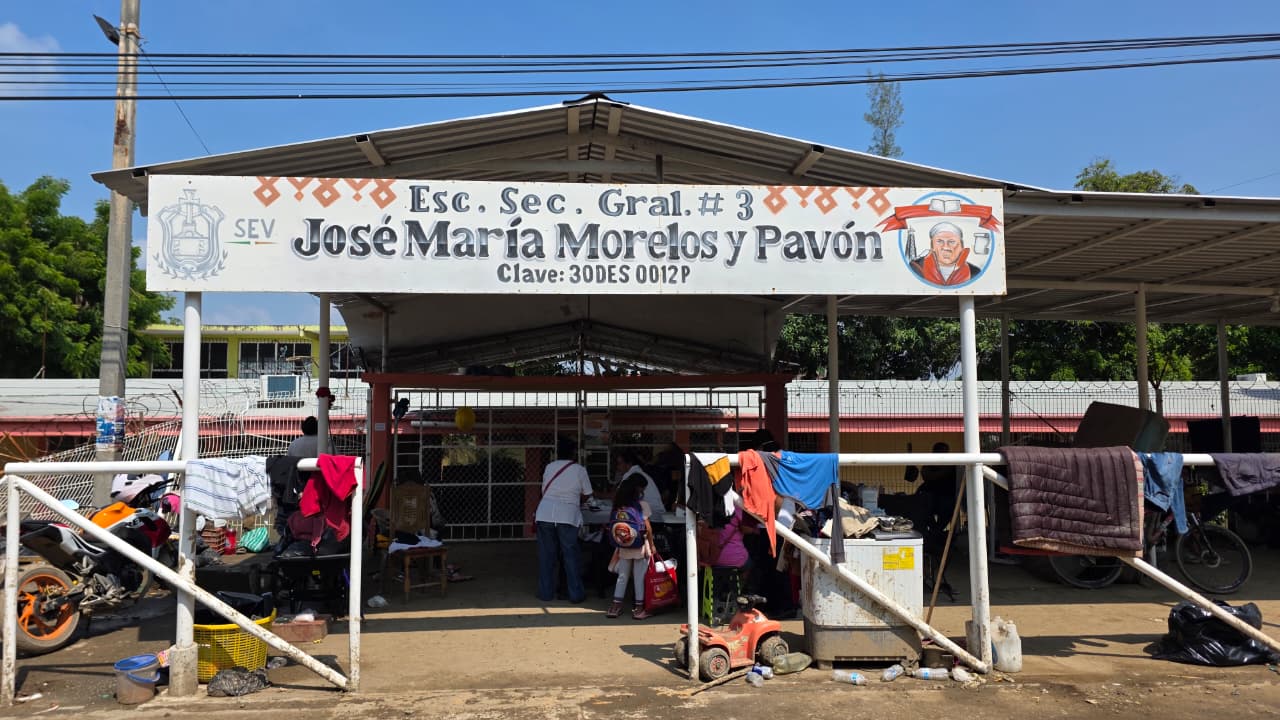 Esc. Sec. Gral. # 3
SEV
José María Morelos y Pavón
Clave: 30DES 0012P